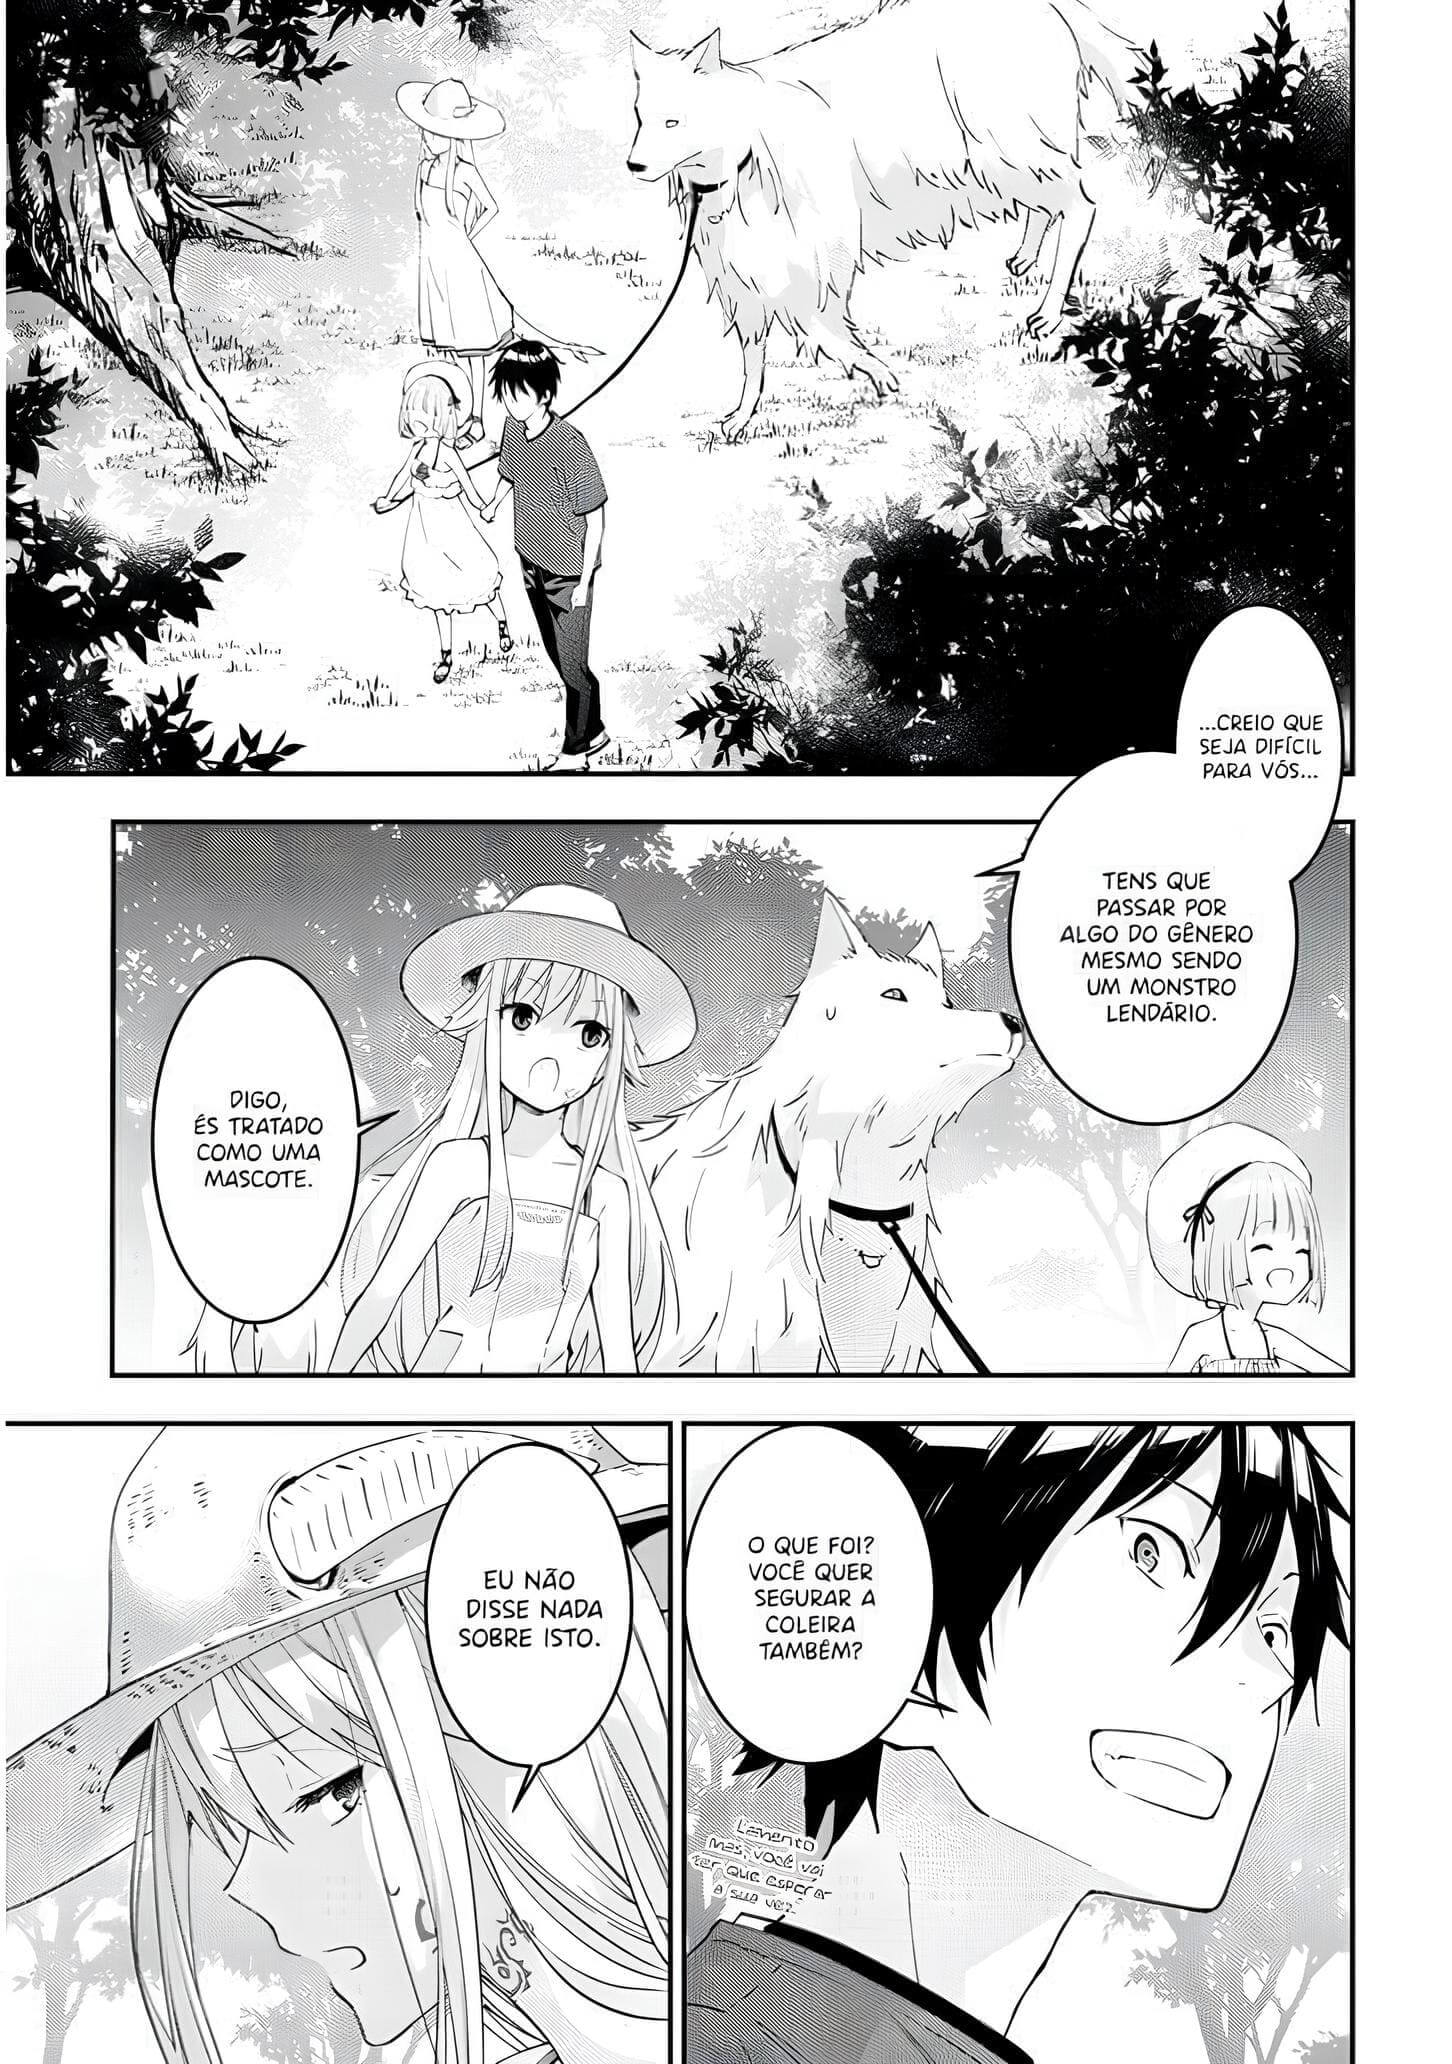 ...CREIO QUE
SEJA DIFÍCIL
PARA VÓS...
TENS QUE
PASSAR POR
ALGO DO GÊNERO
MESMO SENDO
UM MONSTRO
LENDÁRIO.
DIGO,
ÉS TRATADO
COMO UMA
MASCOTE.
O QUE FOI?
VOCÊ QUER
SEGURAR A
COLEIRA
TAMBÊM?
Lamento
Mas, você vai
ter que esperar
a sua vez
EU NÃO
DISSE NADA
SOBRE ISTO.